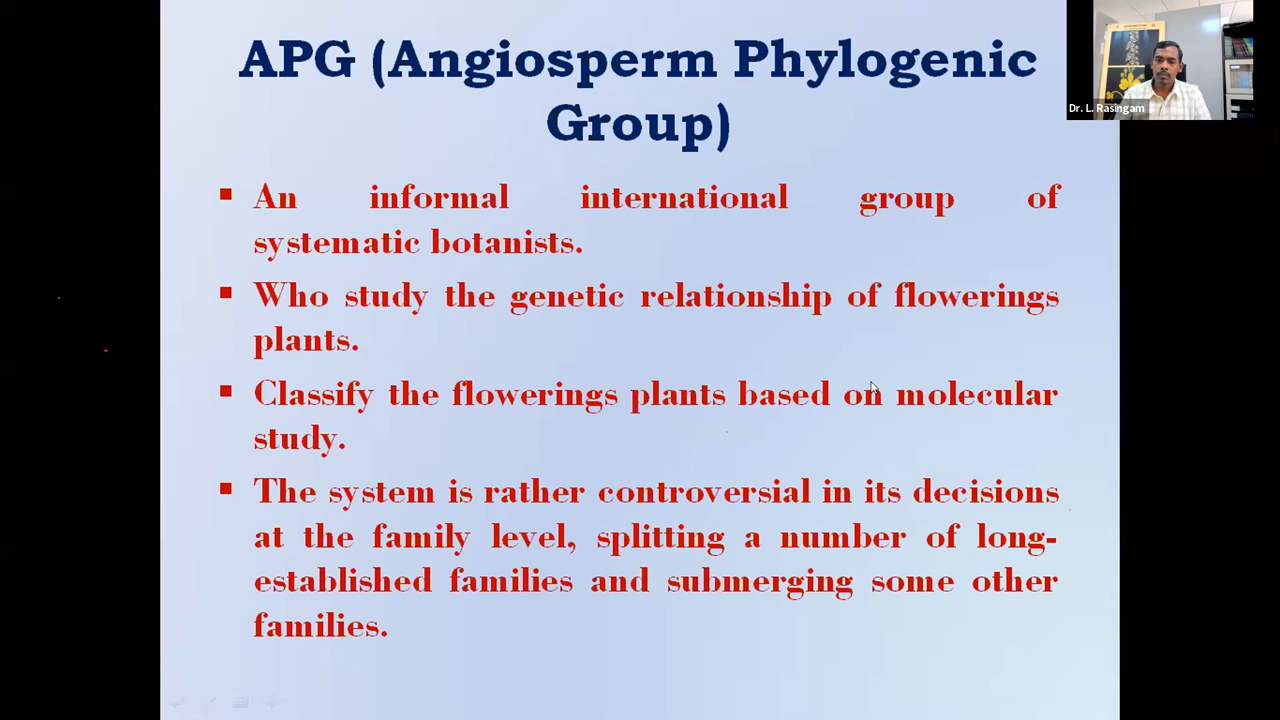 APG (Angiosperm Phylogenic
Group)
Dr. L. Rasingam
▪ An informal international group of
systematic botanists.
▪ Who study the genetic relationship of flowerings
plants.
▪ Classify the flowerings plants based on molecular
study.
▪ The system is rather controversial in its decisions
at the family level, splitting a number of long-
established families and submerging some other
families.